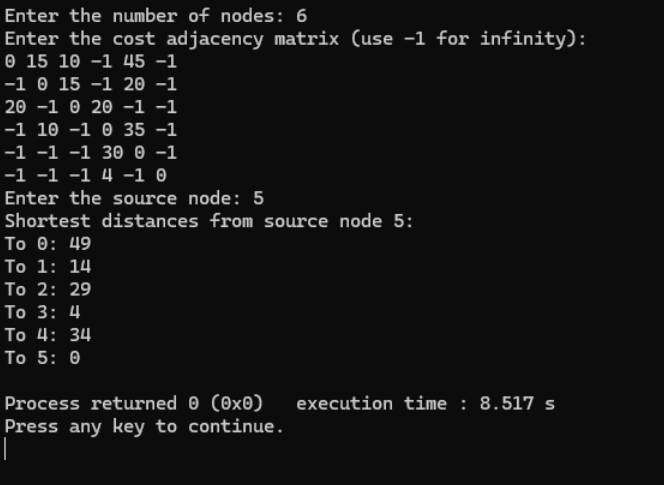 Enter the number of nodes: 6
Enter the cost adjacency matrix (use -1 for infinity):
0 15 10 -1 45 -1
-1 0 15 -1 20 -1
20 -1 0 20 -1 -1
-1 10 -1 0 35 -1
-1 -1 -1 30 0 -1
-1 -1 -1 4 -1 0
Enter the source node: 5
Shortest distances from source node 5:
To 0: 49
To 1: 14
To 2: 29
To 3: 4
To 4: 34
To 5: 0
Process returned 0 (0x0)   execution time : 8.517 s
Press any key to continue.